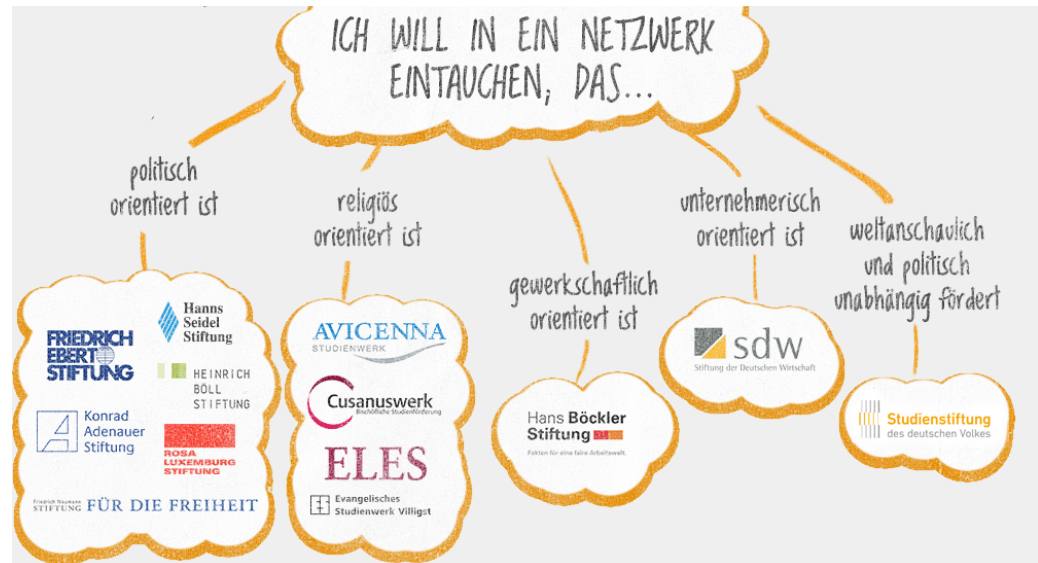 ICH WILL IN EIN NETZWERK
EINTAUCHEN, DAS...
politisch
orientiert ist
FRIEDRICH
EBERT
STIFTUNG
Hanns
Seidel
Stiftung
HEINRICH
BÖLL
STIFTUNG
Konrad
Adenauer
Stiftung
ROSA
LUXEMBURG
STIFTUNG
Friedrich Naumann
STIFTUNG FÜR DIE FREIHEIT
religiös
orientiert ist
AVICENNA
STUDIENWERK
Cusanuswerk
Bischöfliche Studienförderung
ELES
Evangelisches
Studienwerk Villigst
gewerkschaftlich
orientiert ist
Hans Böckler
Stiftung
Fakten für eine faire Arbeitswelt.
unternehmerisch
orientiert ist
sdw
Stiftung der Deutschen Wirtschaft
weltanschaulich
und politisch
unabhängig fördert
Studienstiftung
des deutschen Volkes